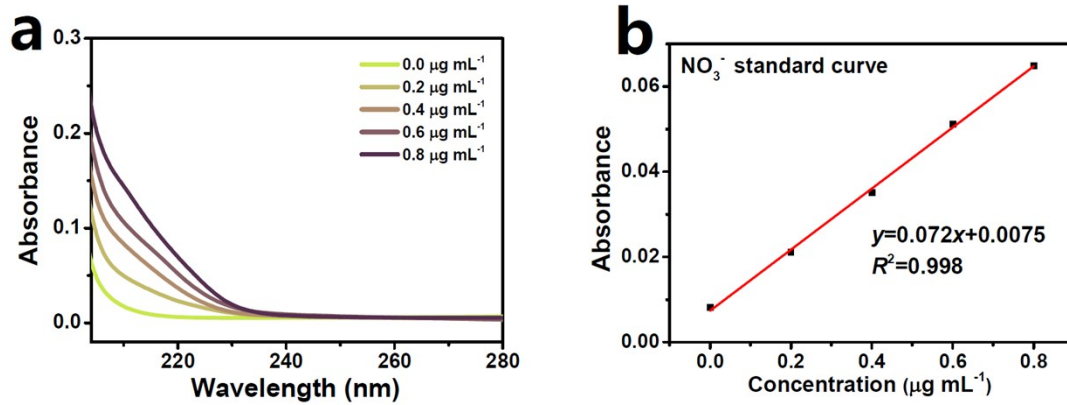 a
0.3
0.2
0.1
0.0
Absorbance
0.0 μg mL⁻¹
0.2 μg mL⁻¹
0.4 μg mL⁻¹
0.6 μg mL⁻¹
0.8 μg mL⁻¹
220 240 260 280
Wavelength (nm)
b
0.06
0.04
0.02
0.00
Absorbance
NO₃⁻ standard curve
y=0.072x+0.0075
R²=0.998
0.0 0.2 0.4 0.6 0.8
Concentration (μg mL⁻¹)